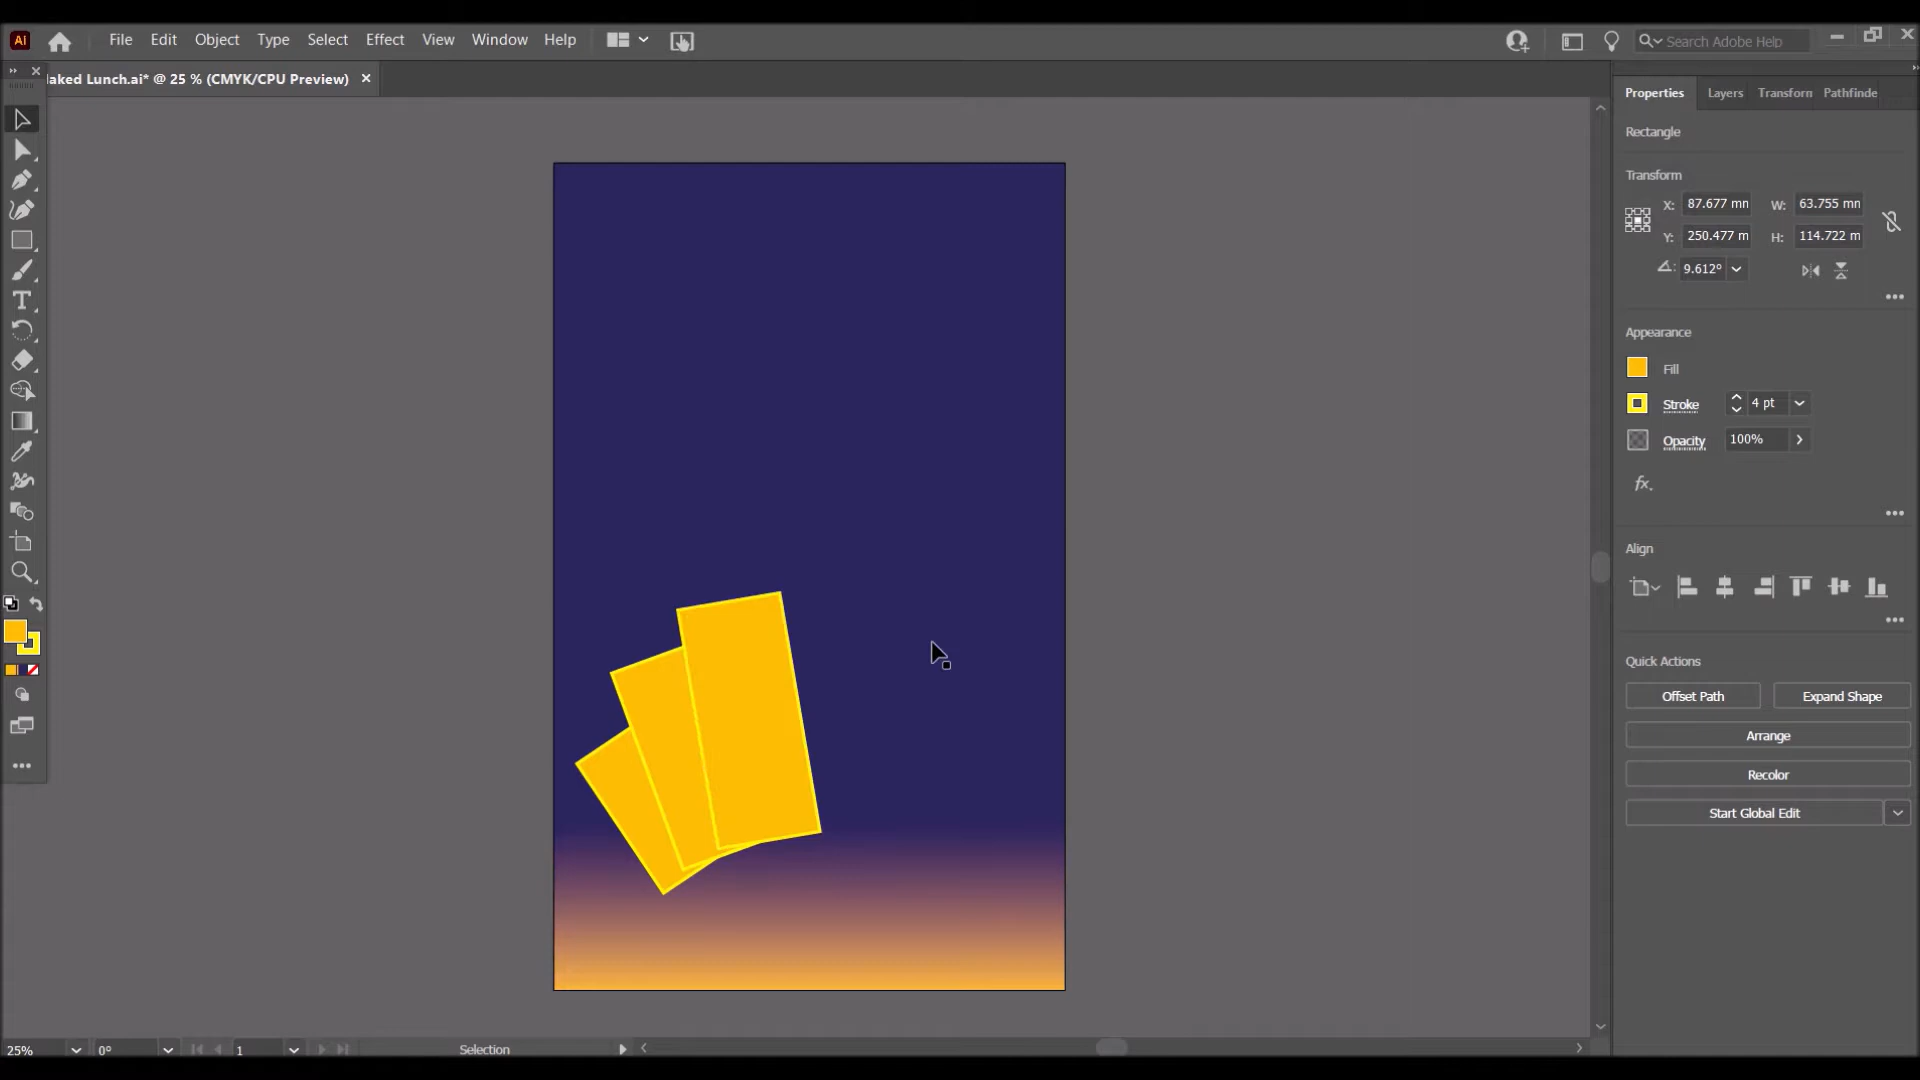 Ai File Edit Object Type Select Effect View Window Help Search Adobe Help
laked Lunch.ai* @ 25 % (CMYK/CPU Preview) ×
Properties Layers Transform Pathfinde
Rectangle
Transform
X: 87.677 mn W: 63.755 mn
Y: 250.477 m H: 114.722 m
9.612°
Appearance
Fill
Stroke 4 pt
Opacity 100%
fx.
Align
Quick Actions
Offset Path Expand Shape
Arrange
Recolor
Start Global Edit
25% 0° 1 Selection